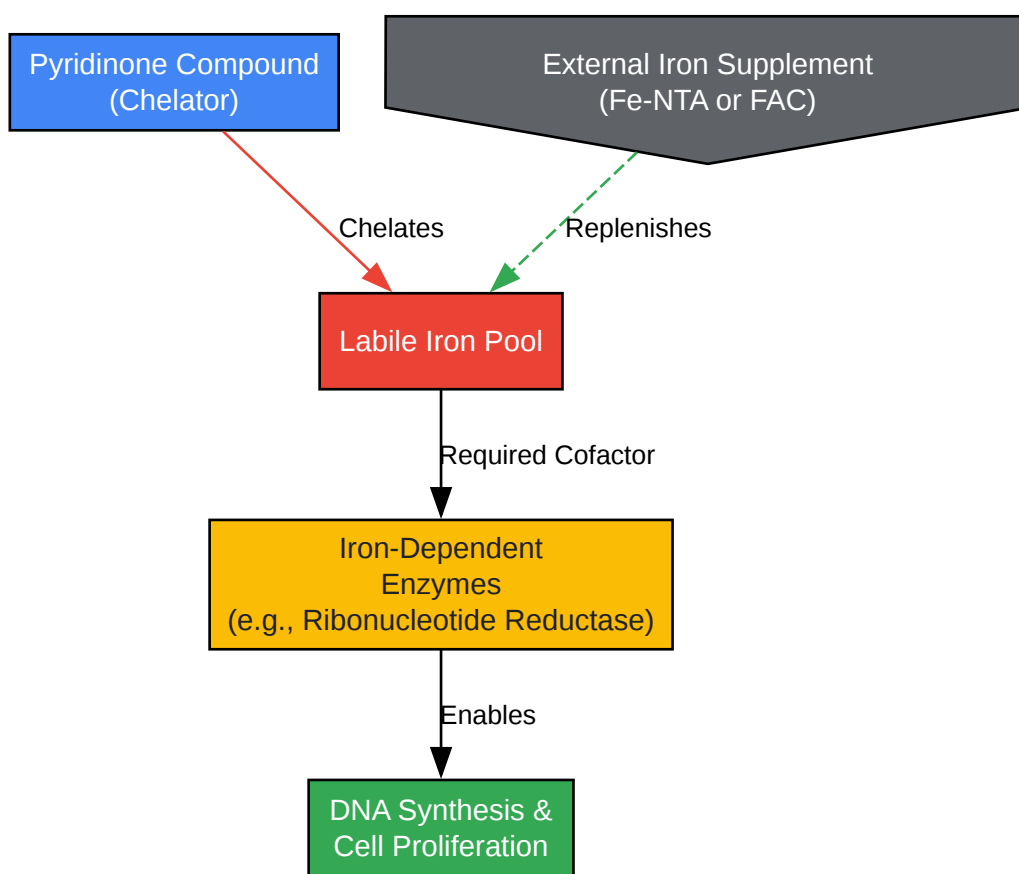 Pyridinone Compound
(Chelator)
External Iron Supplement
(Fe-NTA or FAC)
Chelates
Replenishes
Labile Iron Pool
Required Cofactor
Iron-Dependent
Enzymes
(e.g., Ribonucleotide Reductase)
Enables
DNA Synthesis &
Cell Proliferation